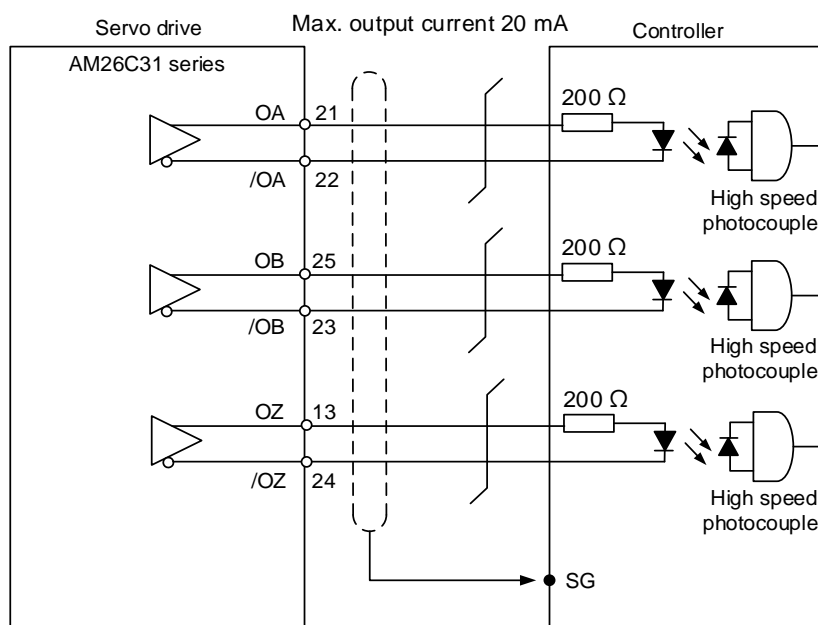 Servo drive
Max. output current 20 mA
Controller
AM26C31 series
OA
21
200 Ω
/OA
22
High speed
photocouple
OB
25
200 Ω
/OB
23
High speed
photocouple
OZ
13
200 Ω
/OZ
24
High speed
photocouple
SG